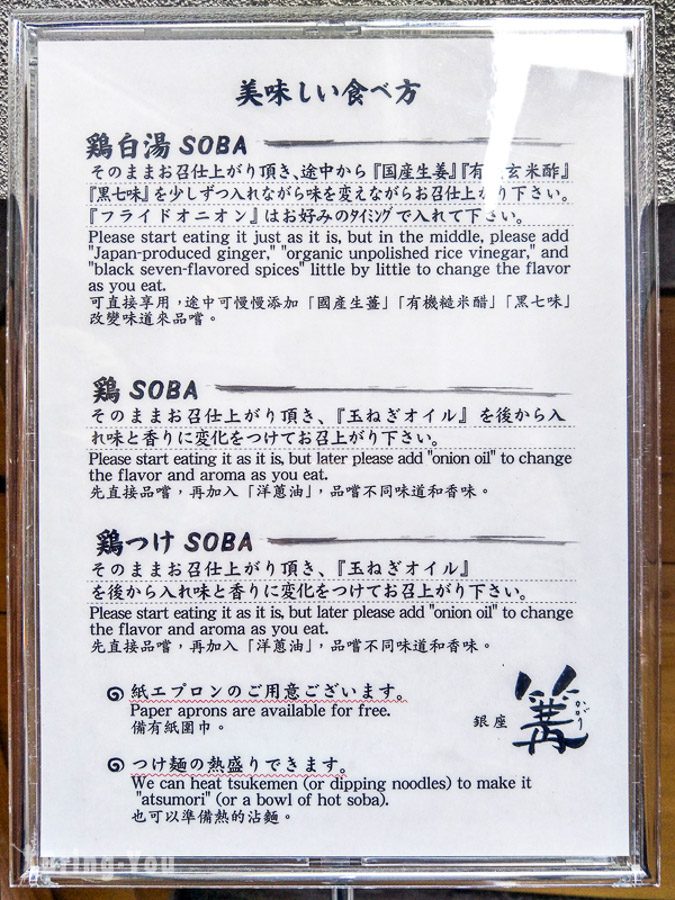 美味しい食べ方
鶏白湯 SOBA
そのままお召仕上がり頂き、途中から『国産生姜』『有 玄米酢』
『黒七味』を少しずつ入れながら味を変えながらお召仕上がり下さい。
『フライドオニオン』はお好みのタイミングで入れて下さい。
Please start eating it just as it is, but in the middle, please add
"Japan-produced ginger," "organic unpolished rice vinegar," and
"black seven-flavored spices" little by little to change the flavor
as you eat.
可直接享用，途中可慢慢添加「國產生薑」「有機糙米醋」「黑七味」
改變味道來品嚐。
鶏 SOBA
そのままお召仕上がり頂き、『玉ねぎオイル』を後から入
れ味と香りに変化をつけてお召上がり下さい。
Please start eating it as it is, but later please add "onion oil" to change
the flavor and aroma as you eat.
先直接品嚐，再加入「洋蔥油」，品嚐不同味道和香味。
鶏つけ SOBA
そのままお召仕上がり頂き、『玉ねぎオイル』
を後から入れ味と香りに変化をつけてお召上がり下さい。
Please start eating it as it is, but later please add "onion oil" to change
the flavor and aroma as you eat.
先直接品嚐，再加入「洋蔥油」，品嚐不同味道和香味。
紙エプロンのご用意ございます。
Paper aprons are available for free.
備有紙圍巾。
銀座 篝 かがり
つけ麺の熱盛りできます。
We can heat tsukemen (or dipping noodles) to make it
"atsumori" (or a bowl of hot soba).
也可以準備熱的沾麵。